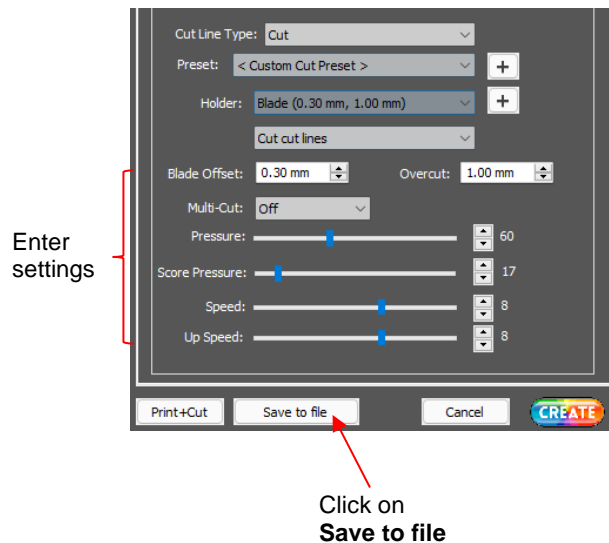 Cut Line Type: Cut
Preset: < Custom Cut Preset > +
Holder: Blade (0.30 mm, 1.00 mm) +
Cut cut lines
Blade Offset: 0.30 mm Overcut: 1.00 mm
Multi-Cut: Off
Pressure: 60
Enter
settings
Score Pressure: 17
Speed: 8
Up Speed: 8
Print+Cut Save to file Cancel CREATE
Click on
Save to file